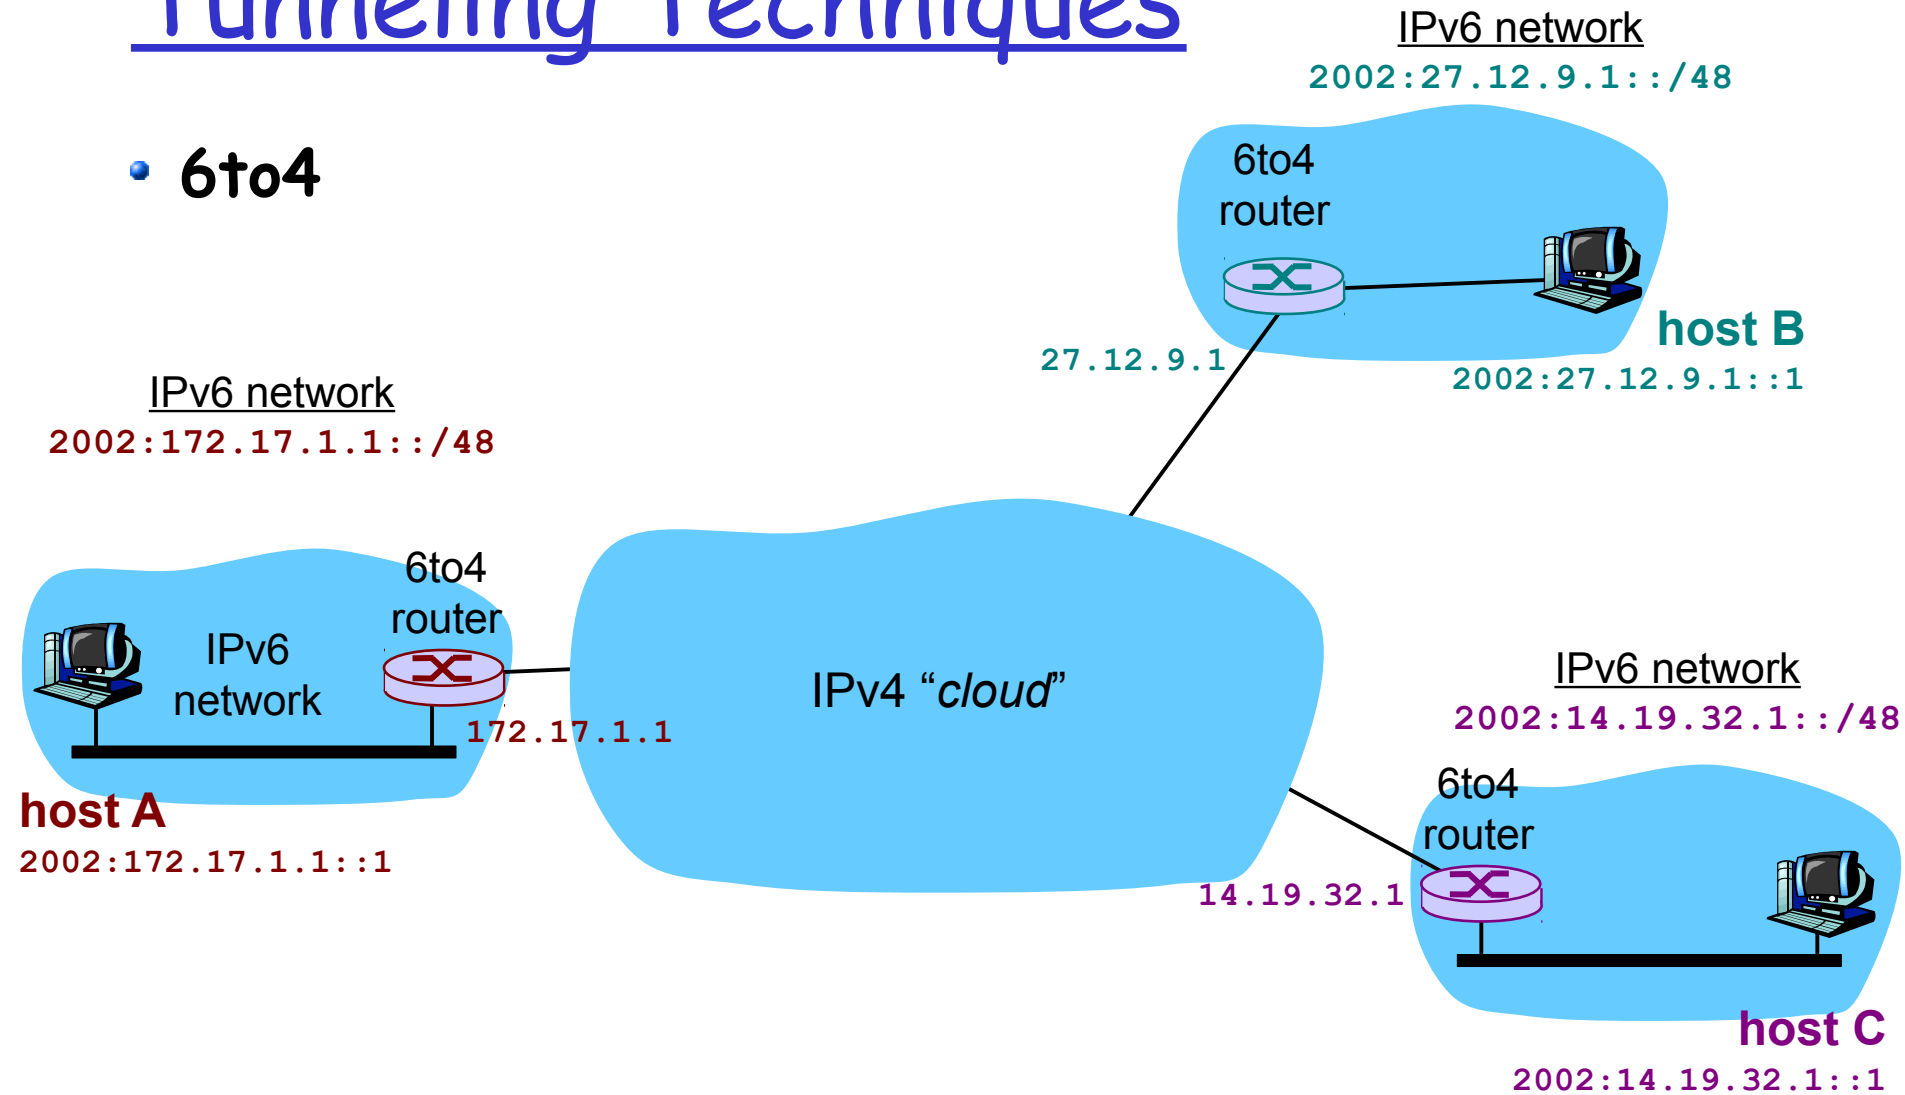 Tunneling Techniques
6to4
IPv6 network
2002:27.12.9.1::/48
6to4
router
27.12.9.1
host B
2002:27.12.9.1::1
IPv6 network
2002:172.17.1.1::/48
6to4
router
IPv6
network
172.17.1.1
host A
2002:172.17.1.1::1
IPv4 “cloud”
IPv6 network
2002:14.19.32.1::/48
6to4
router
14.19.32.1
host C
2002:14.19.32.1::1